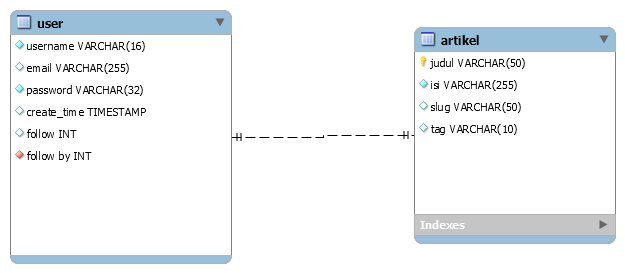 user
username VARCHAR(16)
email VARCHAR(255)
password VARCHAR(32)
create_time TIMESTAMP
follow INT
follow by INT
artikel
judul VARCHAR(50)
isi VARCHAR(255)
slug VARCHAR(50)
tag VARCHAR(10)
Indexes